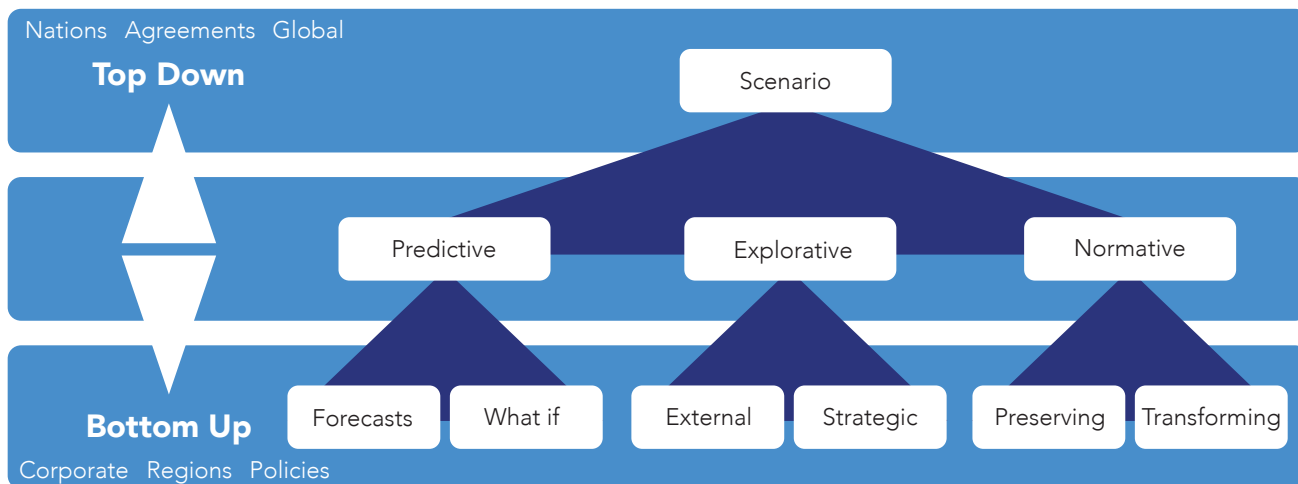 Nations Agreements Global
Top Down
Scenario
Predictive
Explorative
Normative
Forecasts
What if
External
Strategic
Preserving
Transforming
Bottom Up
Corporate Regions Policies